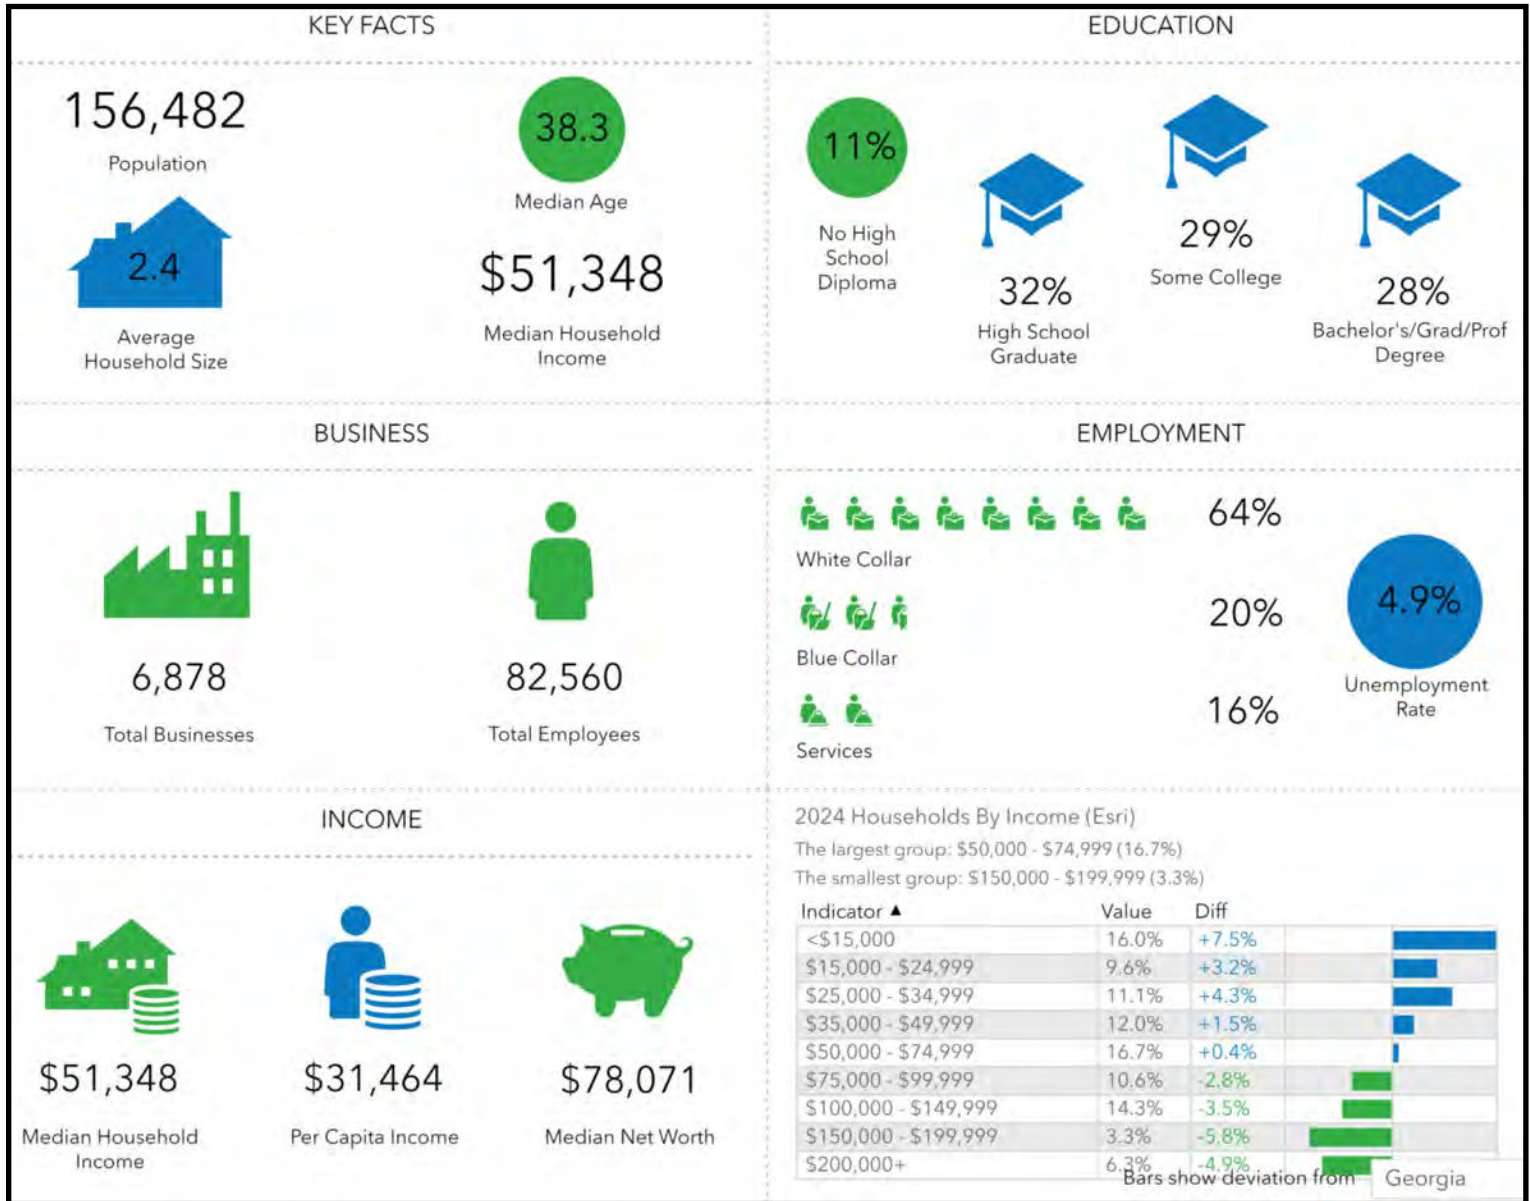 KEY FACTS
156,482
Population
2.4
Average
Household Size
38.3
Median Age
$51,348
Median Household
Income
EDUCATION
11%
No High
School
Diploma
32%
High School
Graduate
29%
Some College
28%
Bachelor's/Grad/Prof
Degree
BUSINESS
6,878
Total Businesses
82,560
Total Employees
EMPLOYMENT
64%
White Collar
20%
Blue Collar
16%
Services
4.9%
Unemployment
Rate
INCOME
$51,348
Median Household
Income
$31,464
Per Capita Income
$78,071
Median Net Worth
2024 Households By Income (Esri)
The largest group: $50,000 - $74,999 (16.7%)
The smallest group: $150,000 - $199,999 (3.3%)
Indicator ▲ Value Diff
<$15,000 16.0% +7.5%
$15,000 - $24,999 9.6% +3.2%
$25,000 - $34,999 11.1% +4.3%
$35,000 - $49,999 12.0% +1.5%
$50,000 - $74,999 16.7% +0.4%
$75,000 - $99,999 10.6% -2.8%
$100,000 - $149,999 14.3% -3.5%
$150,000 - $199,999 3.3% -5.8%
$200,000+ 6.3% -4.9%
Bars show deviation from Georgia